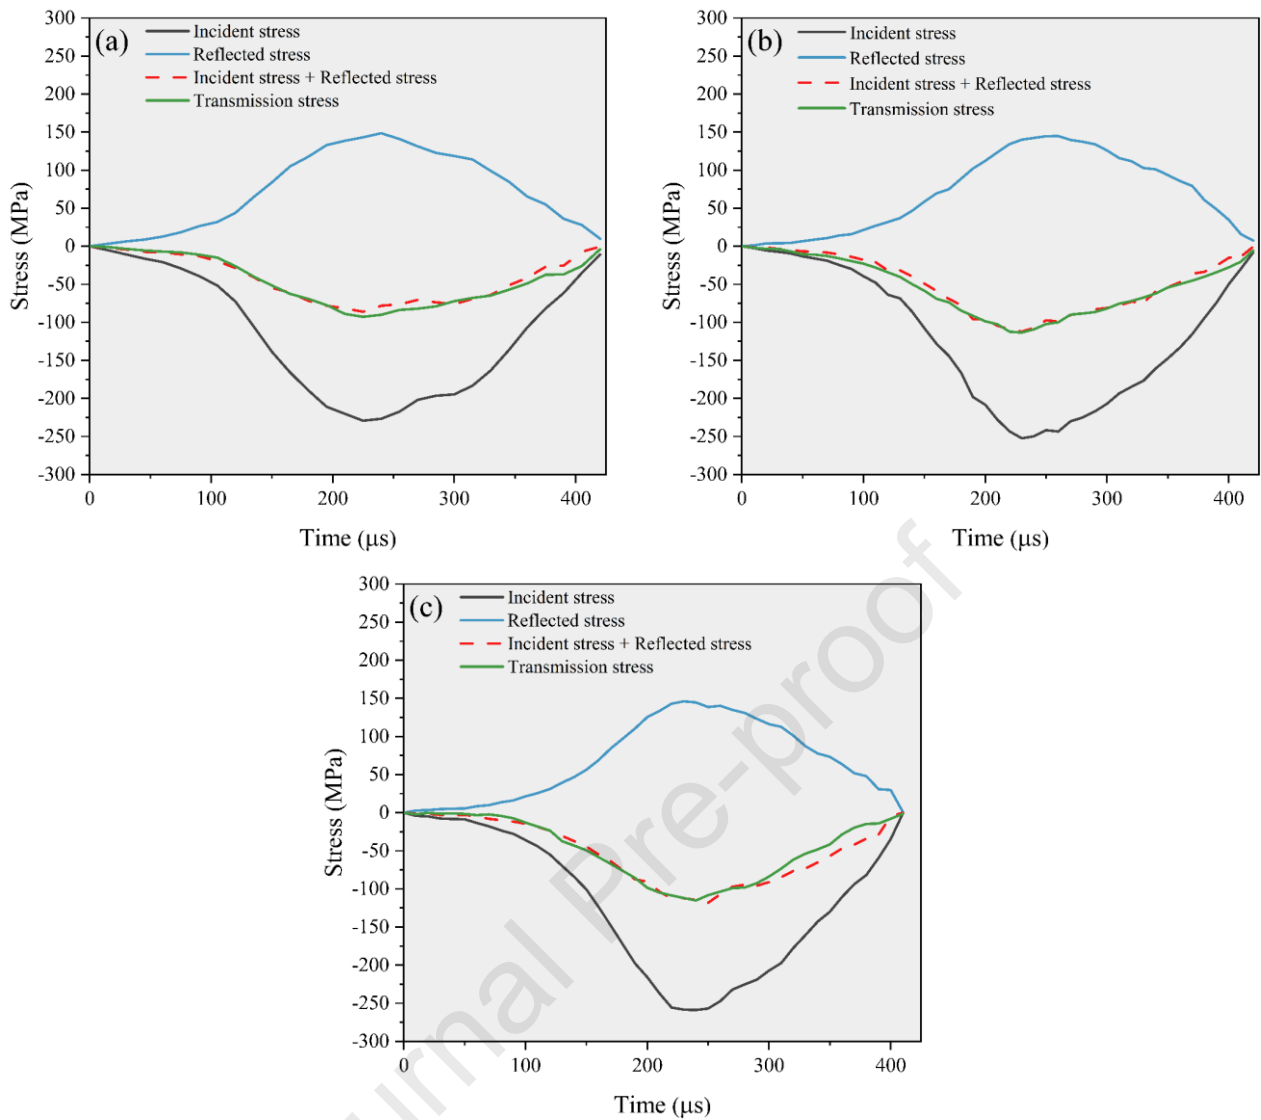 (a)
Incident stress
Reflected stress
Incident stress + Reflected stress
Transmission stress
Stress (MPa)
300
250
200
150
100
50
0
-50
-100
-150
-200
-250
-300
0 100 200 300 400
Time (μs)
(b)
Incident stress
Reflected stress
Incident stress + Reflected stress
Transmission stress
Stress (MPa)
300
250
200
150
100
50
0
-50
-100
-150
-200
-250
-300
0 100 200 300 400
Time (μs)
(c)
Incident stress
Reflected stress
Incident stress + Reflected stress
Transmission stress
Stress (MPa)
300
250
200
150
100
50
0
-50
-100
-150
-200
-250
-300
0 100 200 300 400
Time (μs)
urnal Pre-proof